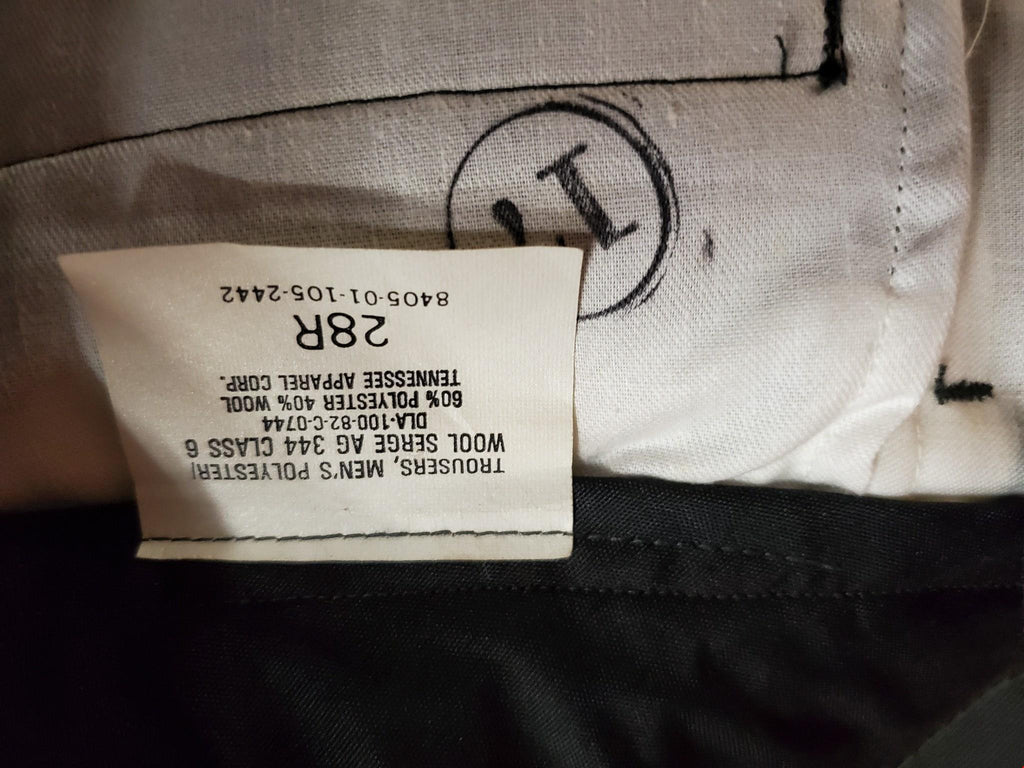 TROUSERS, MEN'S POLYESTER/
WOOL SERGE AG 344 CLASS 6
DLA-100-82-C-0744
60% POLYESTER 40% WOOL
TENNESSEE APPAREL CORP.
28R
8405-01-105-2442